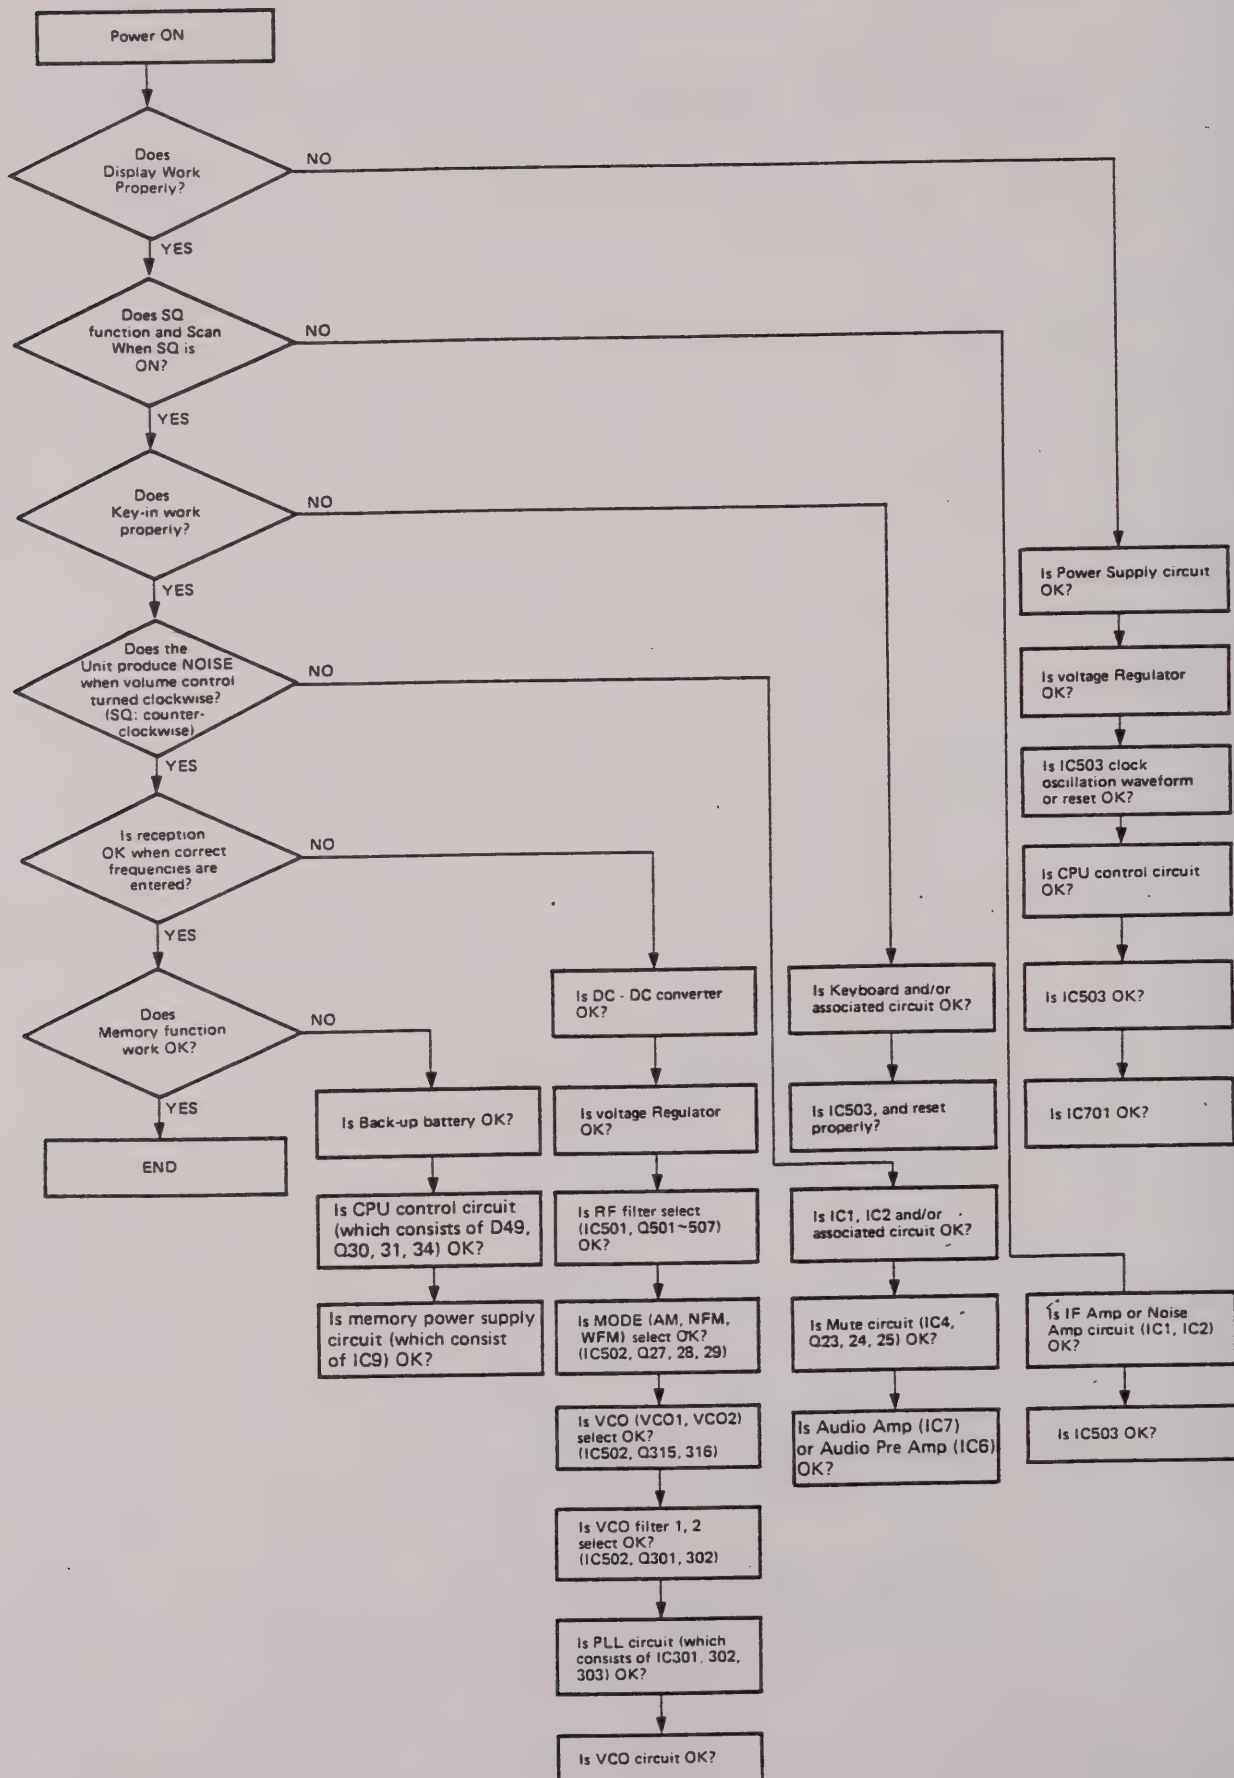 Power ON
Does
Display Work
Properly?
NO
YES
Does SQ
function and Scan
When SQ is
ON?
NO
YES
Does
Key-in work
properly?
NO
YES
Does the
Unit produce NOISE
when volume control
turned clockwise?
(SQ: counter-
clockwise)
NO
YES
Is reception
OK when correct
frequencies are
entered?
NO
YES
Does
Memory function
work OK?
NO
YES
END
Is Back-up battery OK?
Is CPU control circuit
(which consists of D49,
Q30, 31, 34) OK?
Is memory power supply
circuit (which consist
of IC9) OK?
Is DC - DC converter
OK?
Is voltage Regulator
OK?
Is RF filter select
(IC501, Q501~507)
OK?
Is MODE (AM, NFM,
WFM) select OK?
(IC502, Q27, 28, 29)
Is VCO (VCO1, VCO2)
select OK?
(IC502, Q315, 316)
Is VCO filter 1, 2
select OK?
(IC502, Q301, 302)
Is PLL circuit (which
consists of IC301, 302,
303) OK?
Is VCO circuit OK?
Is Keyboard and/or
associated circuit OK?
Is IC503, and reset
properly?
Is IC1, IC2 and/or
associated circuit OK?
Is Mute circuit (IC4,
Q23, 24, 25) OK?
Is Audio Amp (IC7)
or Audio Pre Amp (IC6)
OK?
Is Power Supply circuit
OK?
Is voltage Regulator
OK?
Is IC503 clock
oscillation waveform
or reset OK?
Is CPU control circuit
OK?
Is IC503 OK?
Is IC701 OK?
Is IF Amp or Noise
Amp circuit (IC1, IC2)
OK?
Is IC503 OK?